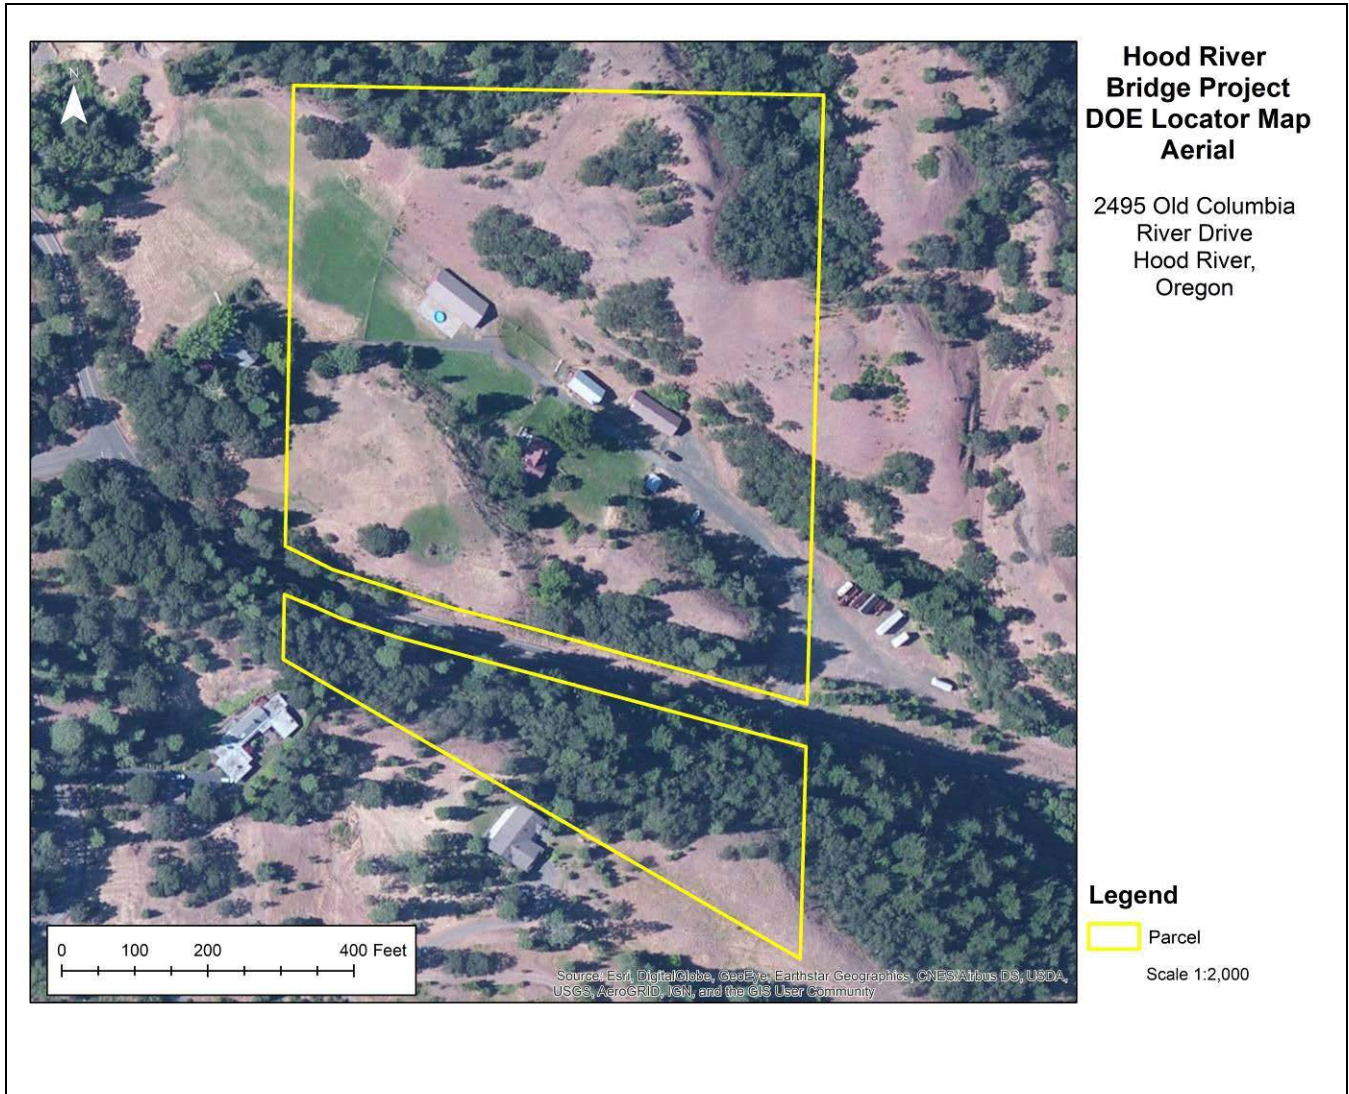 N
Hood River
Bridge Project
DOE Locator Map
Aerial
2495 Old Columbia
River Drive
Hood River,
Oregon
Legend
Parcel
Scale 1:2,000
0 100 200 400 Feet
Source: Esri, DigitalGlobe, GeoEye, Earthstar Geographics, CNES/Airbus DS, USDA,
USGS, AeroGRID, IGN, and the GIS User Community